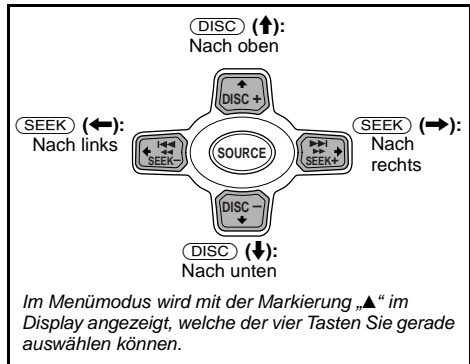 DISC (↑):
Nach oben
DISC +
SEEK (←):
Nach links
SEEK (→):
Nach
rechts
SEEK−
SOURCE
SEEK+
DISC −
DISC (↓):
Nach unten
Im Menümodus wird mit der Markierung „▲“ im
Display angezeigt, welche der vier Tasten Sie gerade
auswählen können.